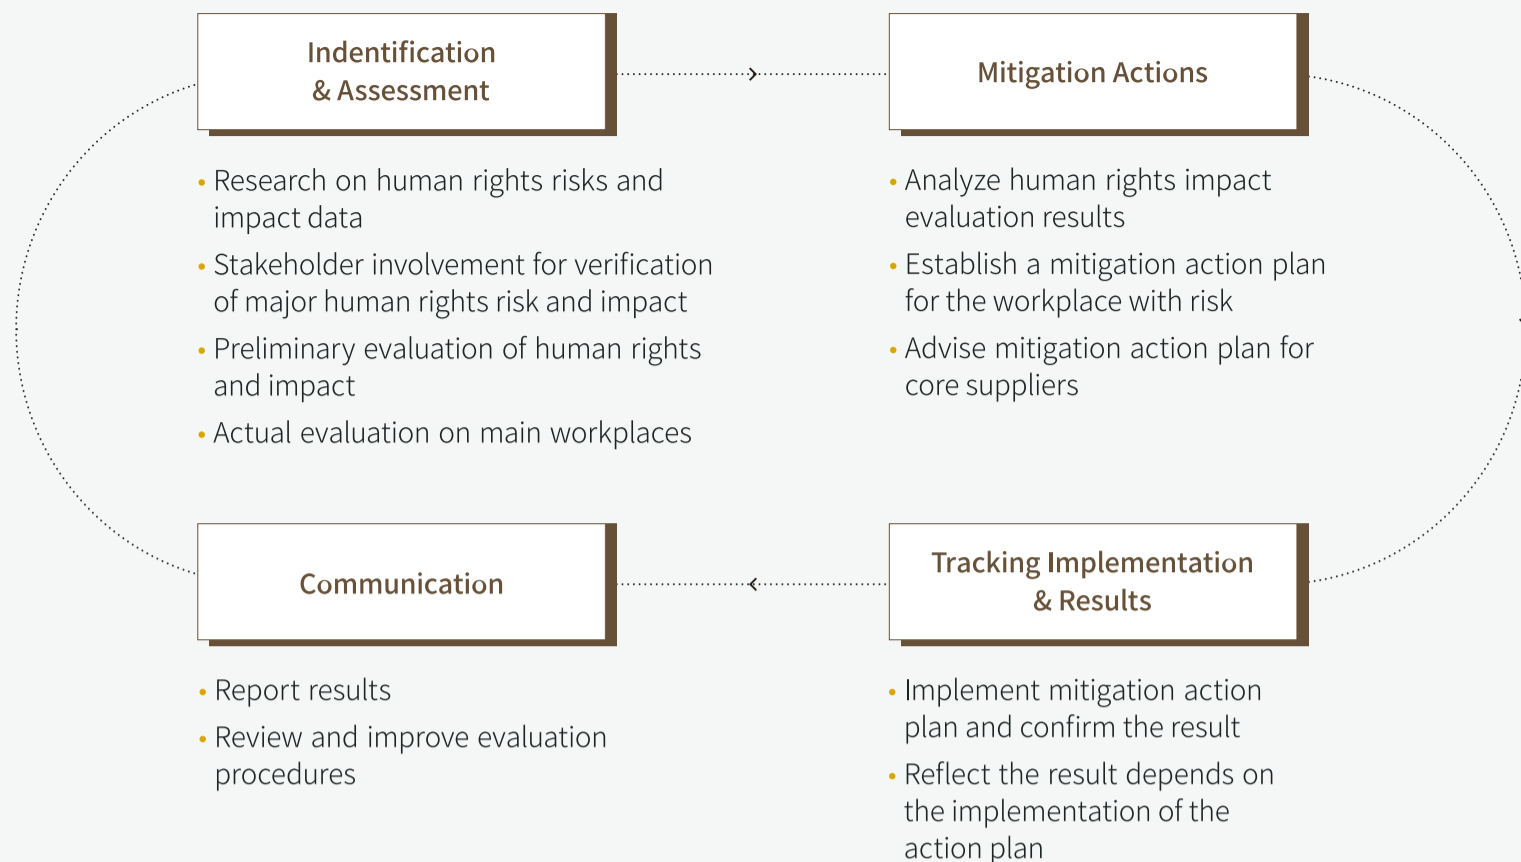 Indentification
& Assessment
• Research on human rights risks and
impact data
• Stakeholder involvement for verification
of major human rights risk and impact
• Preliminary evaluation of human rights
and impact
• Actual evaluation on main workplaces
Mitigation Actions
• Analyze human rights impact
evaluation results
• Establish a mitigation action plan
for the workplace with risk
• Advise mitigation action plan for
core suppliers
Communication
• Report results
• Review and improve evaluation
procedures
Tracking Implementation
& Results
• Implement mitigation action
plan and confirm the result
• Reflect the result depends on
the implementation of the
action plan